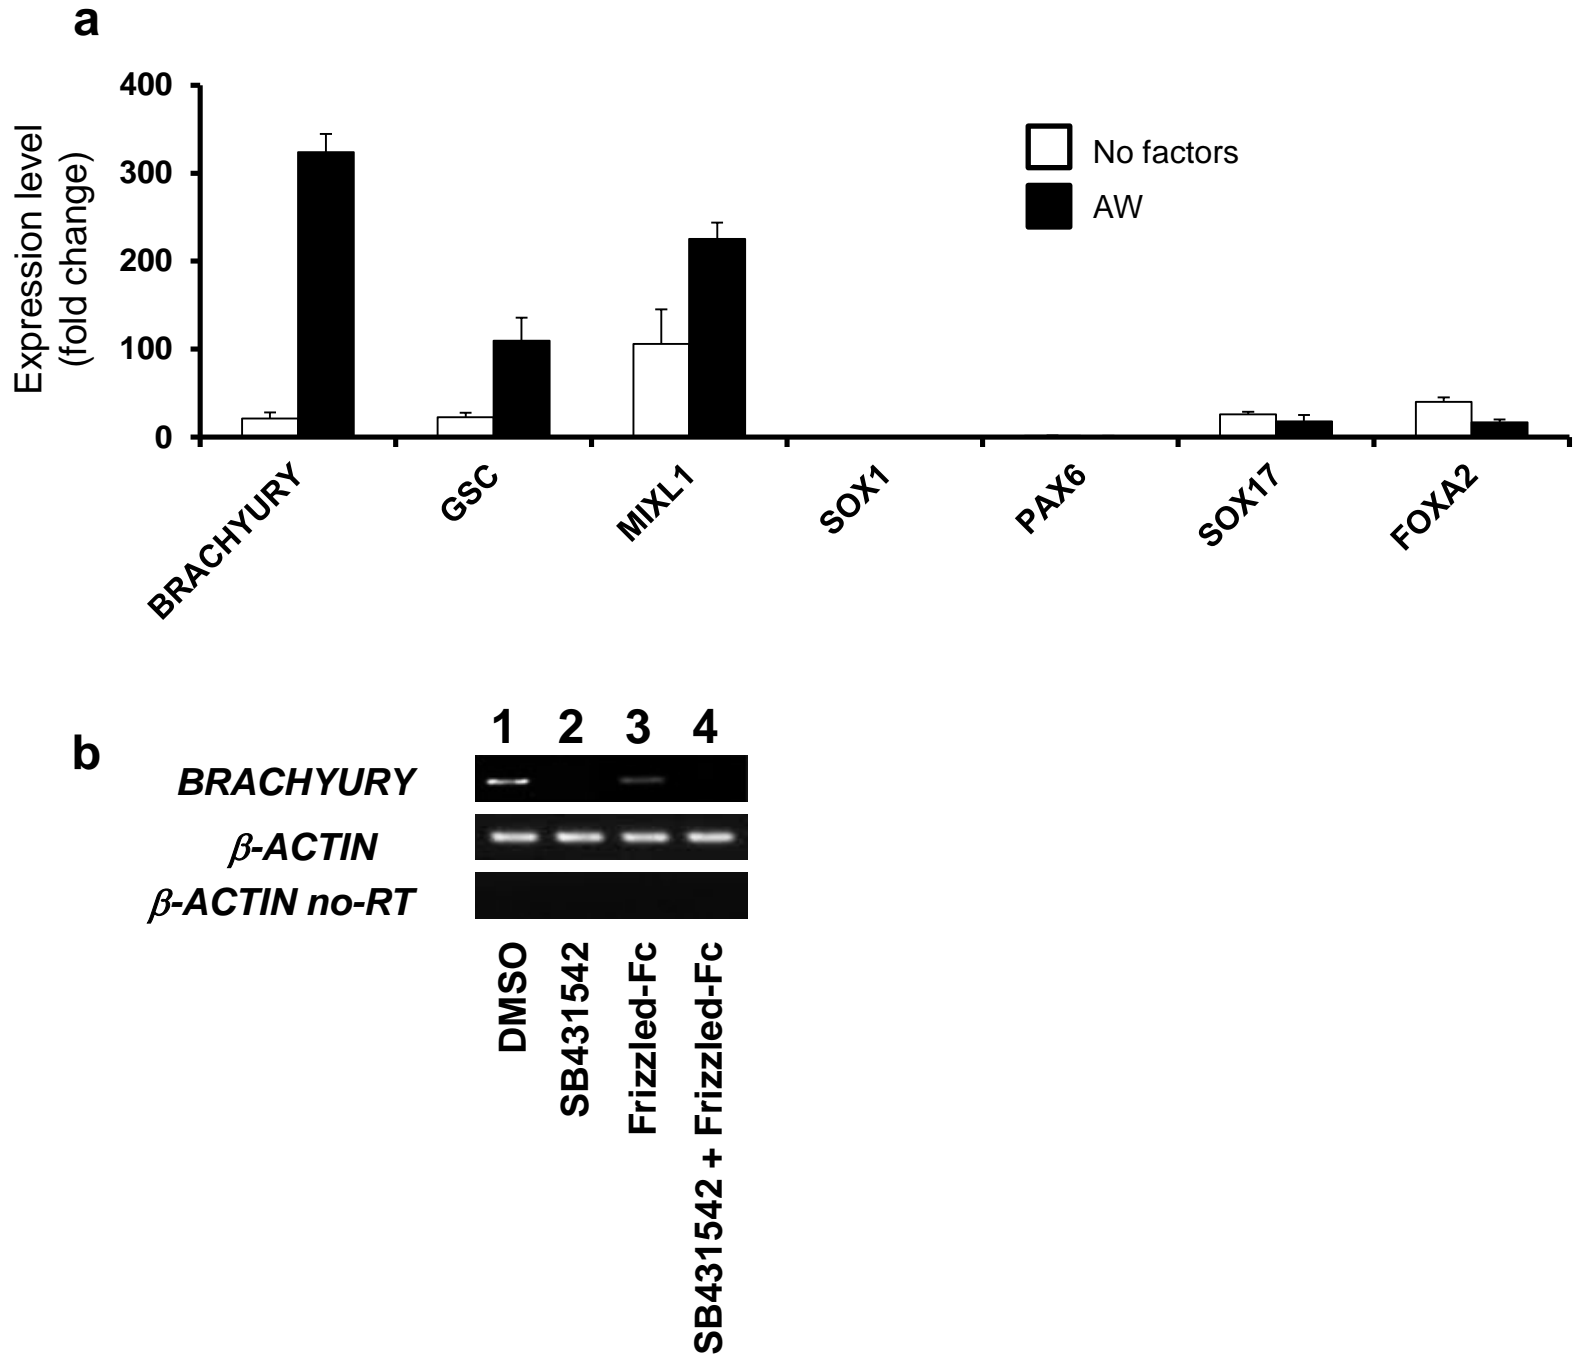 a
Expression level
(fold change)
400
300
200
100
0
No factors
AW
BRACHYURY
GSC
MIXL1
SOX1
PAX6
SOX17
FOXA2
b
1 2 3 4
BRACHYURY
β-ACTIN
β-ACTIN no-RT
DMSO
SB431542
Frizzled-Fc
SB431542 + Frizzled-Fc